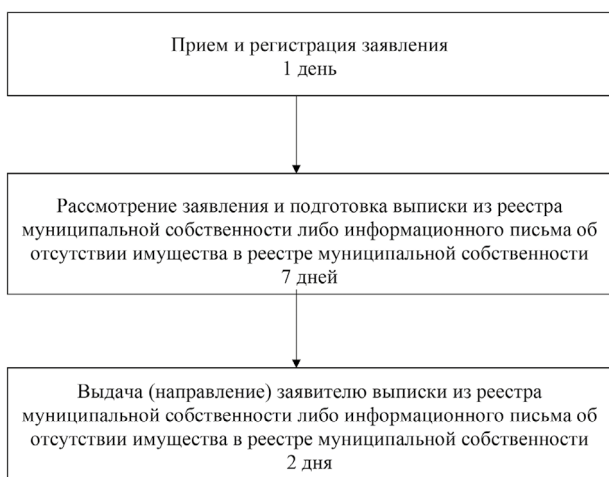 Прием и регистрация заявления
1 день
Рассмотрение заявления и подготовка выписки из реестра
муниципальной собственности либо информационного письма об
отсутствии имущества в реестре муниципальной собственности
7 дней
Выдача (направление) заявителю выписки из реестра
муниципальной собственности либо информационного письма об
отсутствии имущества в реестре муниципальной собственности
2 дня